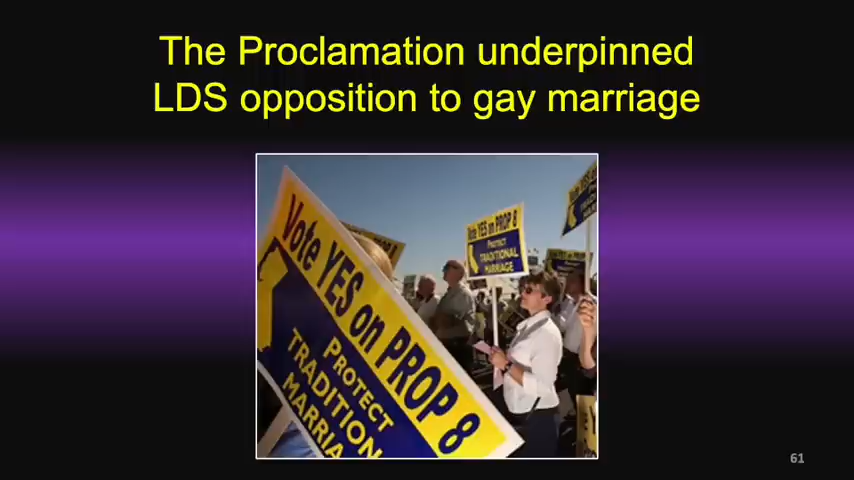 The Proclamation underpinned
LDS opposition to gay marriage
Vote YES on PROP 8
PROTECT
TRADITION
MARRIA
Vote YES on PROP 8
PROTECT
TRADITIONAL
MARRIAGE
61